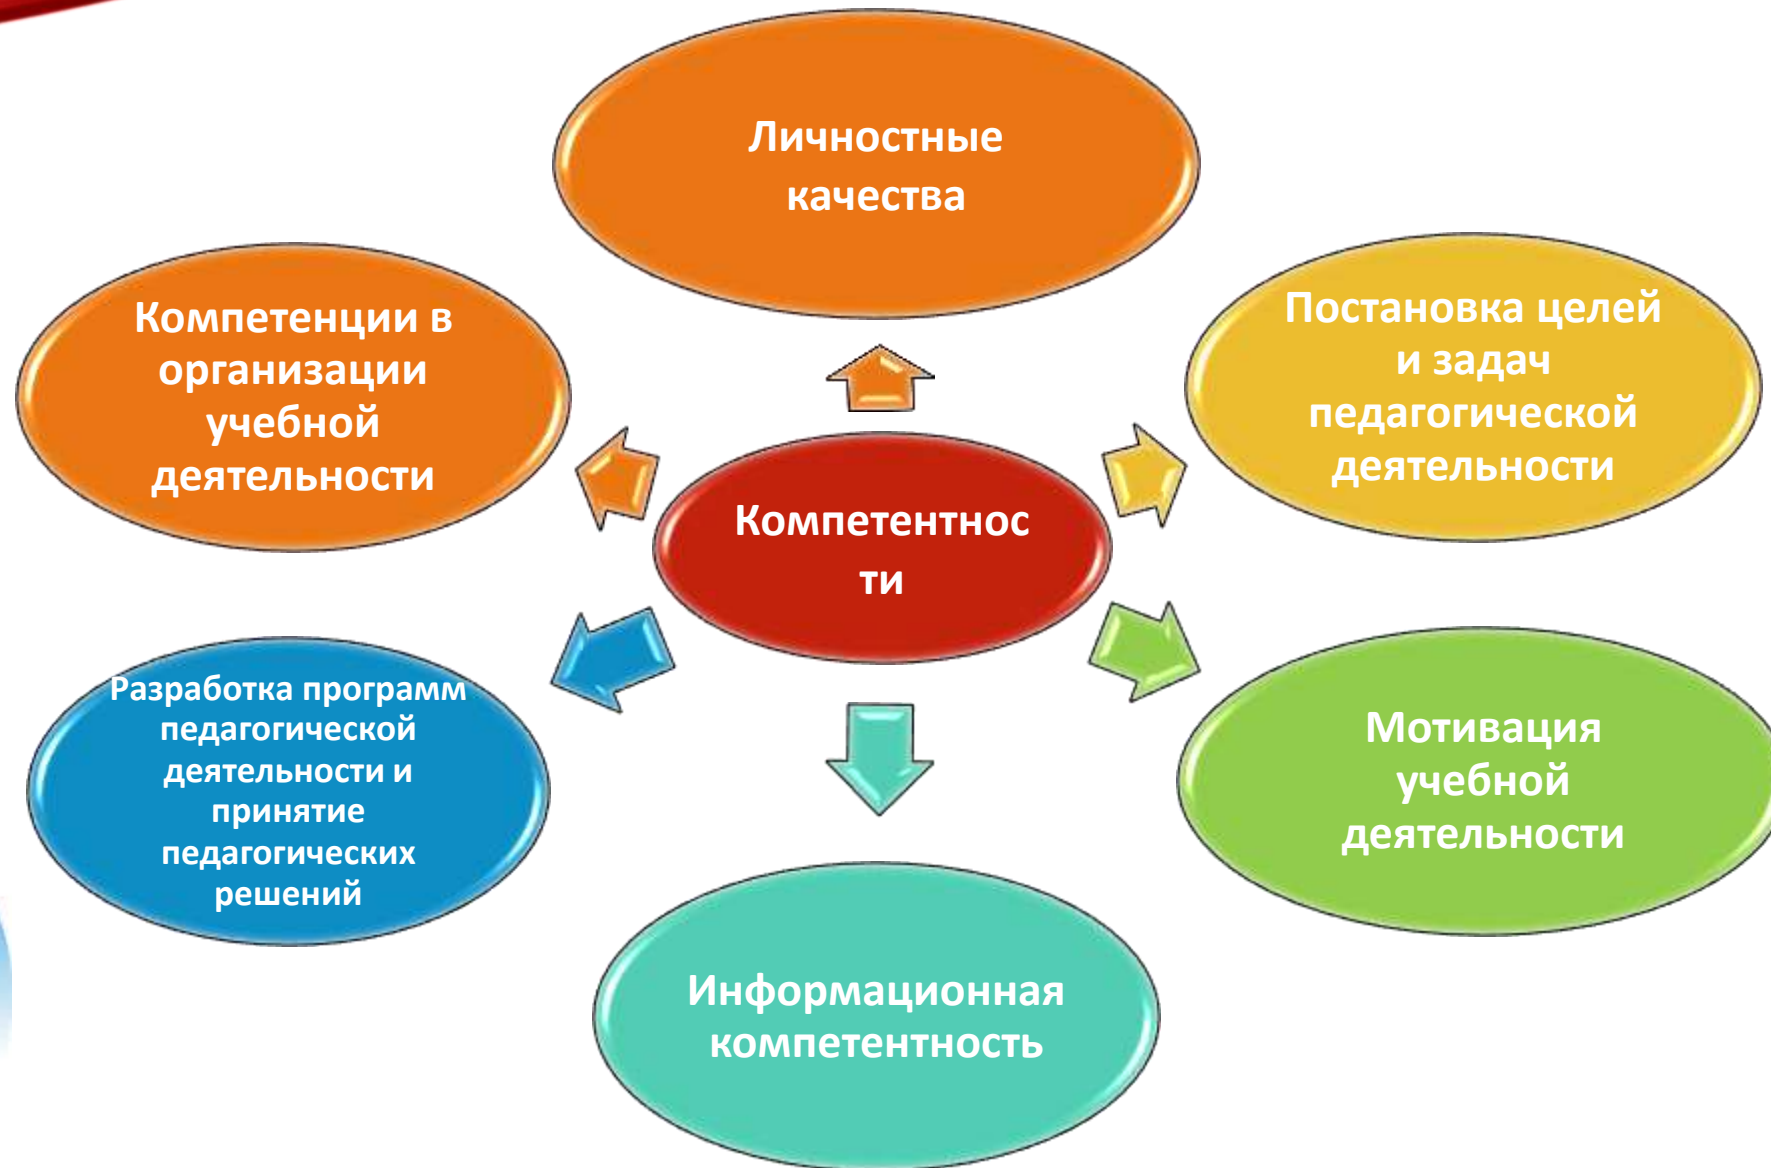 Личностные
качества
Компетенции в
организации
учебной
деятельности
Постановка целей
и задач
педагогической
деятельности
Компетентнос
ти
Разработка программ
педагогической
деятельности и
принятие
педагогических
решений
Мотивация
учебной
деятельности
Информационная
компетентность